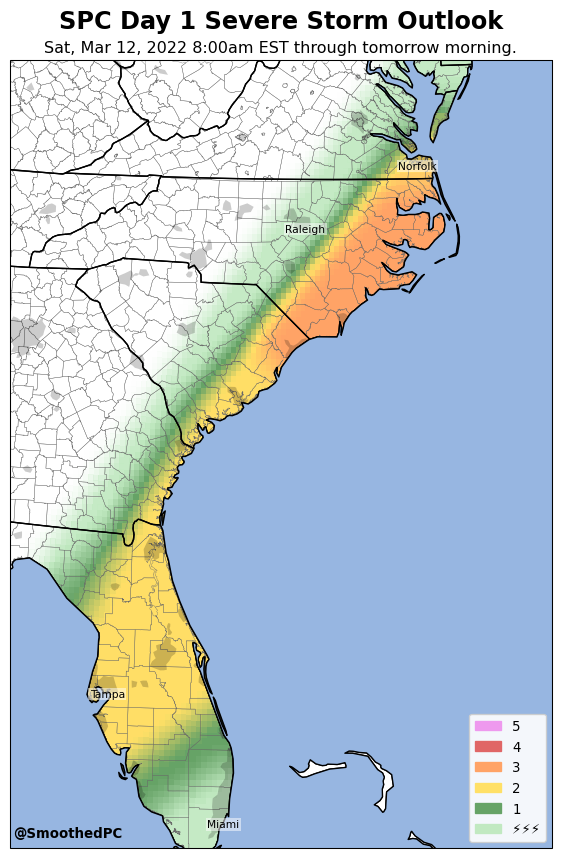 SPC Day 1 Severe Storm Outlook
Sat, Mar 12, 2022 8:00am EST through tomorrow morning.
Norfolk
Raleigh
Tampa
Miami
5
4
3
2
1
⚡⚡⚡
@SmoothedPC